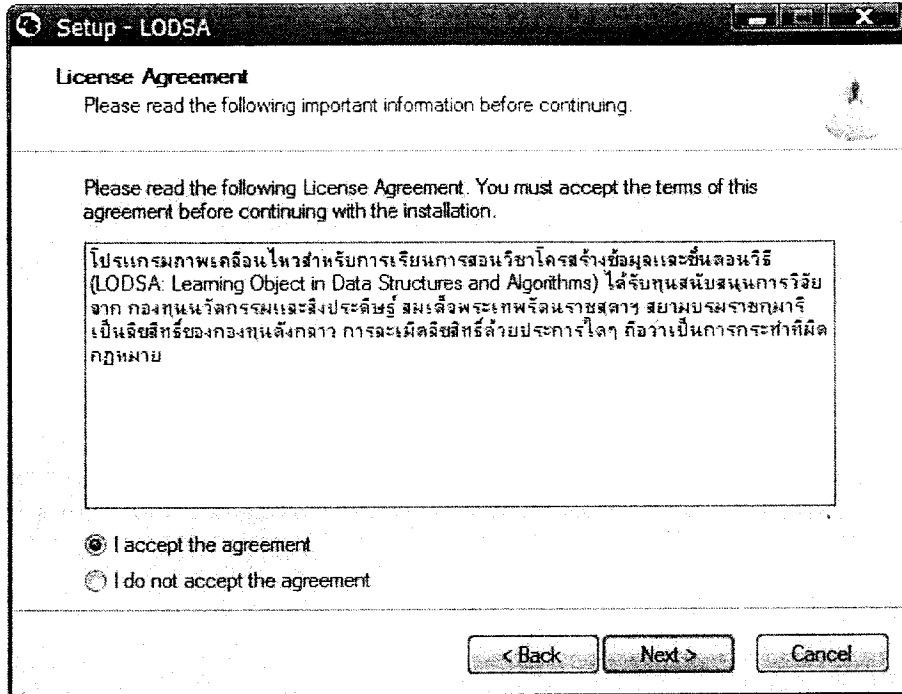 Setup - LODSA
License Agreement
Please read the following important information before continuing.
Please read the following License Agreement. You must accept the terms of this
agreement before continuing with the installation.
โปรแกรมภาพเคลื่อนไหวสำหรับการเรียนการสอนวิชาโครงสร้างข้อมูลและขั้นตอนวิธี
(LODSA: Learning Object in Data Structures and Algorithms) ได้รับทุนสนับสนุนการวิจัย
จาก กองทุนนวัตกรรมและสิ่งประดิษฐ์ สมเด็จพระเทพรัตนราชสุดาฯ สยามบรมราชกุมารี
เป็นลิขสิทธิ์ของกองทุนดังกล่าว การละเมิดลิขสิทธิ์ด้วยประการใดๆ ถือว่าเป็นการกระทำที่ผิด
กฎหมาย
I accept the agreement
I do not accept the agreement
< Back Next > Cancel